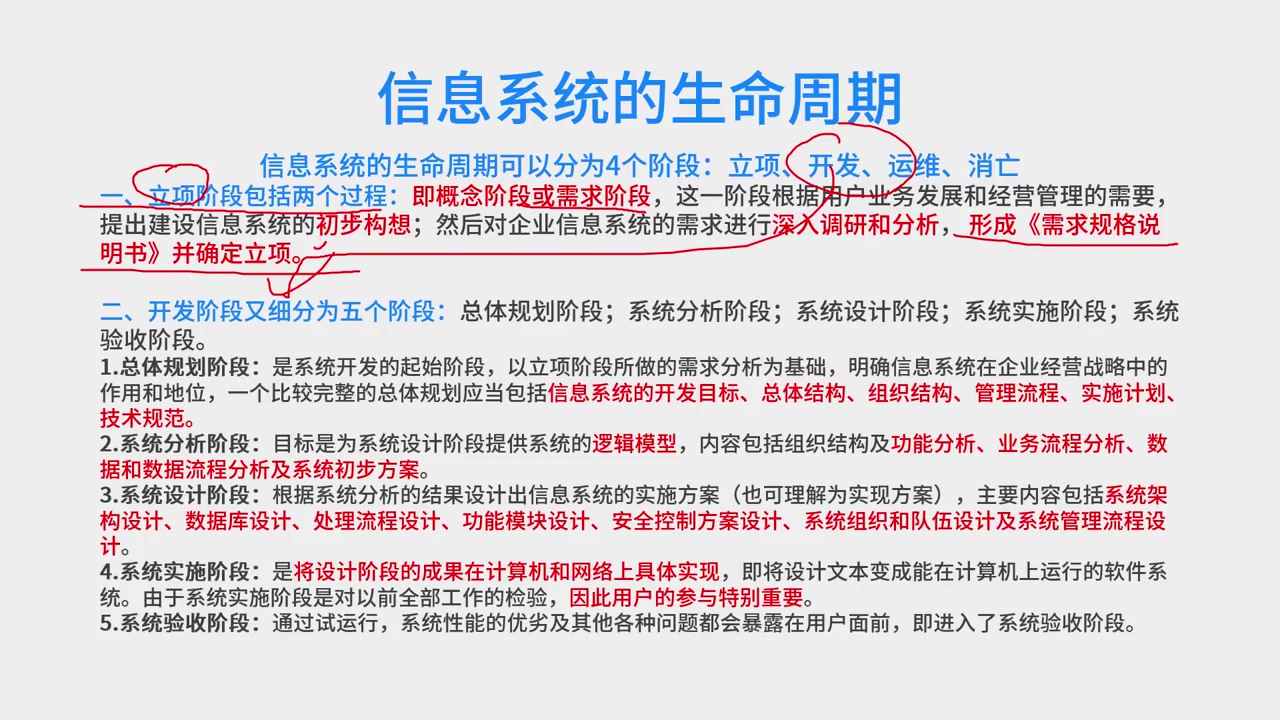 信息系统的生命周期
信息系统的生命周期可以分为4个阶段：立项、开发、运维、消亡
一、立项阶段包括两个过程：即概念阶段或需求阶段，这一阶段根据用户业务发展和经营管理的需要，
提出建设信息系统的初步构想；然后对企业信息系统的需求进行深入调研和分析，形成《需求规格说
明书》并确定立项。
二、开发阶段又细分为五个阶段：总体规划阶段；系统分析阶段；系统设计阶段；系统实施阶段；系统
验收阶段。
1.总体规划阶段：是系统开发的起始阶段，以立项阶段所做的需求分析为基础，明确信息系统在企业经营战略中的
作用和地位，一个比较完整的总体规划应当包括信息系统的开发目标、总体结构、组织结构、管理流程、实施计划、
技术规范。
2.系统分析阶段：目标是为系统设计阶段提供系统的逻辑模型，内容包括组织结构及功能分析、业务流程分析、数
据和数据流程分析及系统初步方案。
3.系统设计阶段：根据系统分析的结果设计出信息系统的实施方案（也可理解为实现方案），主要内容包括系统架
构设计、数据库设计、处理流程设计、功能模块设计、安全控制方案设计、系统组织和队伍设计及系统管理流程设
计。
4.系统实施阶段：是将设计阶段的成果在计算机和网络上具体实现，即将设计文本变成能在计算机上运行的软件系
统。由于系统实施阶段是对以前全部工作的检验，因此用户的参与特别重要。
5.系统验收阶段：通过试运行，系统性能的优劣及其他各种问题都会暴露在用户面前，即进入了系统验收阶段。